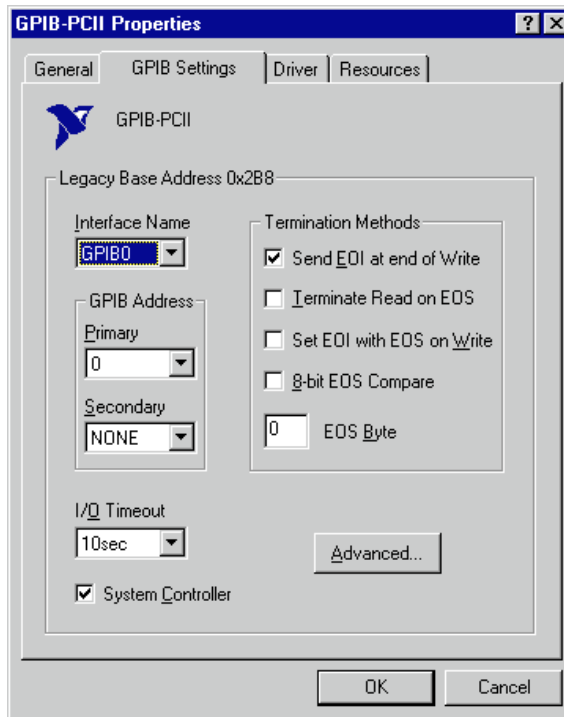 GPIB-PCII Properties
General GPIB Settings Driver Resources
GPIB-PCII
Legacy Base Address 0x2B8
Interface Name
GPIB0
GPIB Address
Primary
0
Secondary
NONE
I/O Timeout
10sec
System Controller
Termination Methods
Send EOI at end of Write
Terminate Read on EOS
Set EOI with EOS on Write
8-bit EOS Compare
0 EOS Byte
Advanced...
OK Cancel